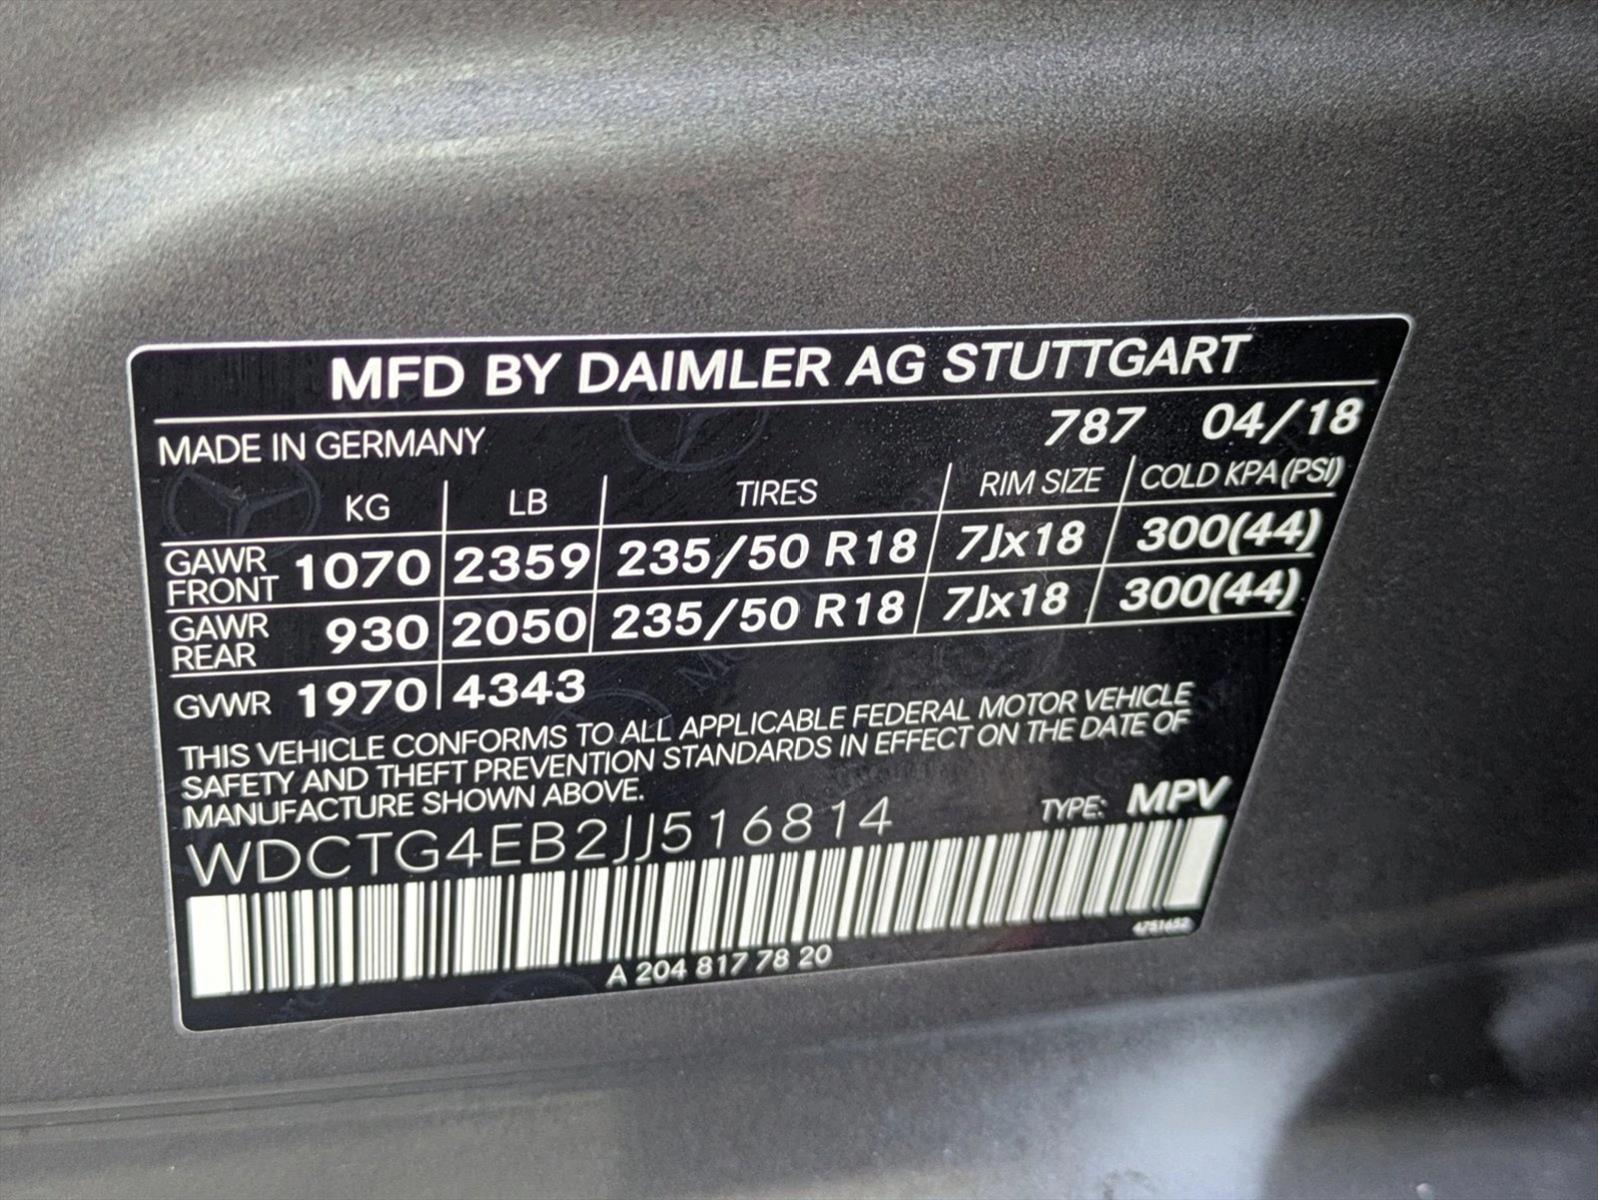 MFD BY DAIMLER AG STUTTGART
MADE IN GERMANY 787 04/18
KG LB TIRES RIM SIZE COLD KPA(PSI)
GAWR FRONT 1070 2359 235/50 R18 7Jx18 300(44)
GAWR REAR 930 2050 235/50 R18 7Jx18 300(44)
GVWR 1970 4343
THIS VEHICLE CONFORMS TO ALL APPLICABLE FEDERAL MOTOR VEHICLE
SAFETY AND THEFT PREVENTION STANDARDS IN EFFECT ON THE DATE OF
MANUFACTURE SHOWN ABOVE.
WDCTG4EB2JJ516814 TYPE: MPV
A 204 817 78 20